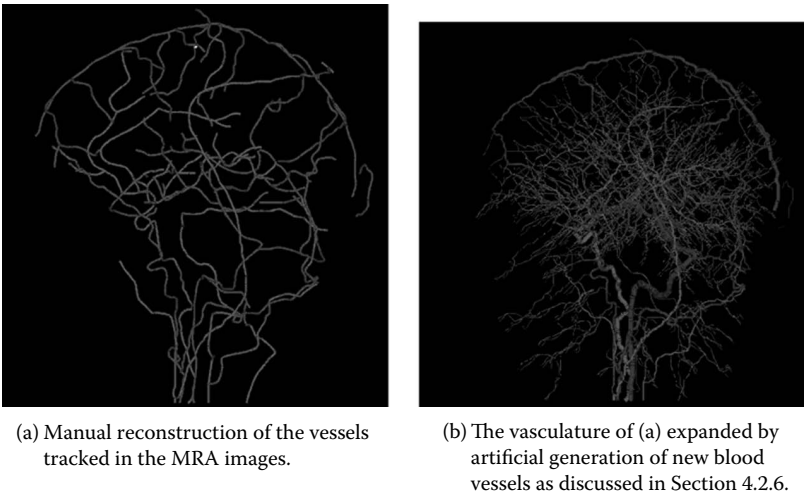 (a) Manual reconstruction of the vessels
tracked in the MRA images.
(b) The vasculature of (a) expanded by
artificial generation of new blood
vessels as discussed in Section 4.2.6.